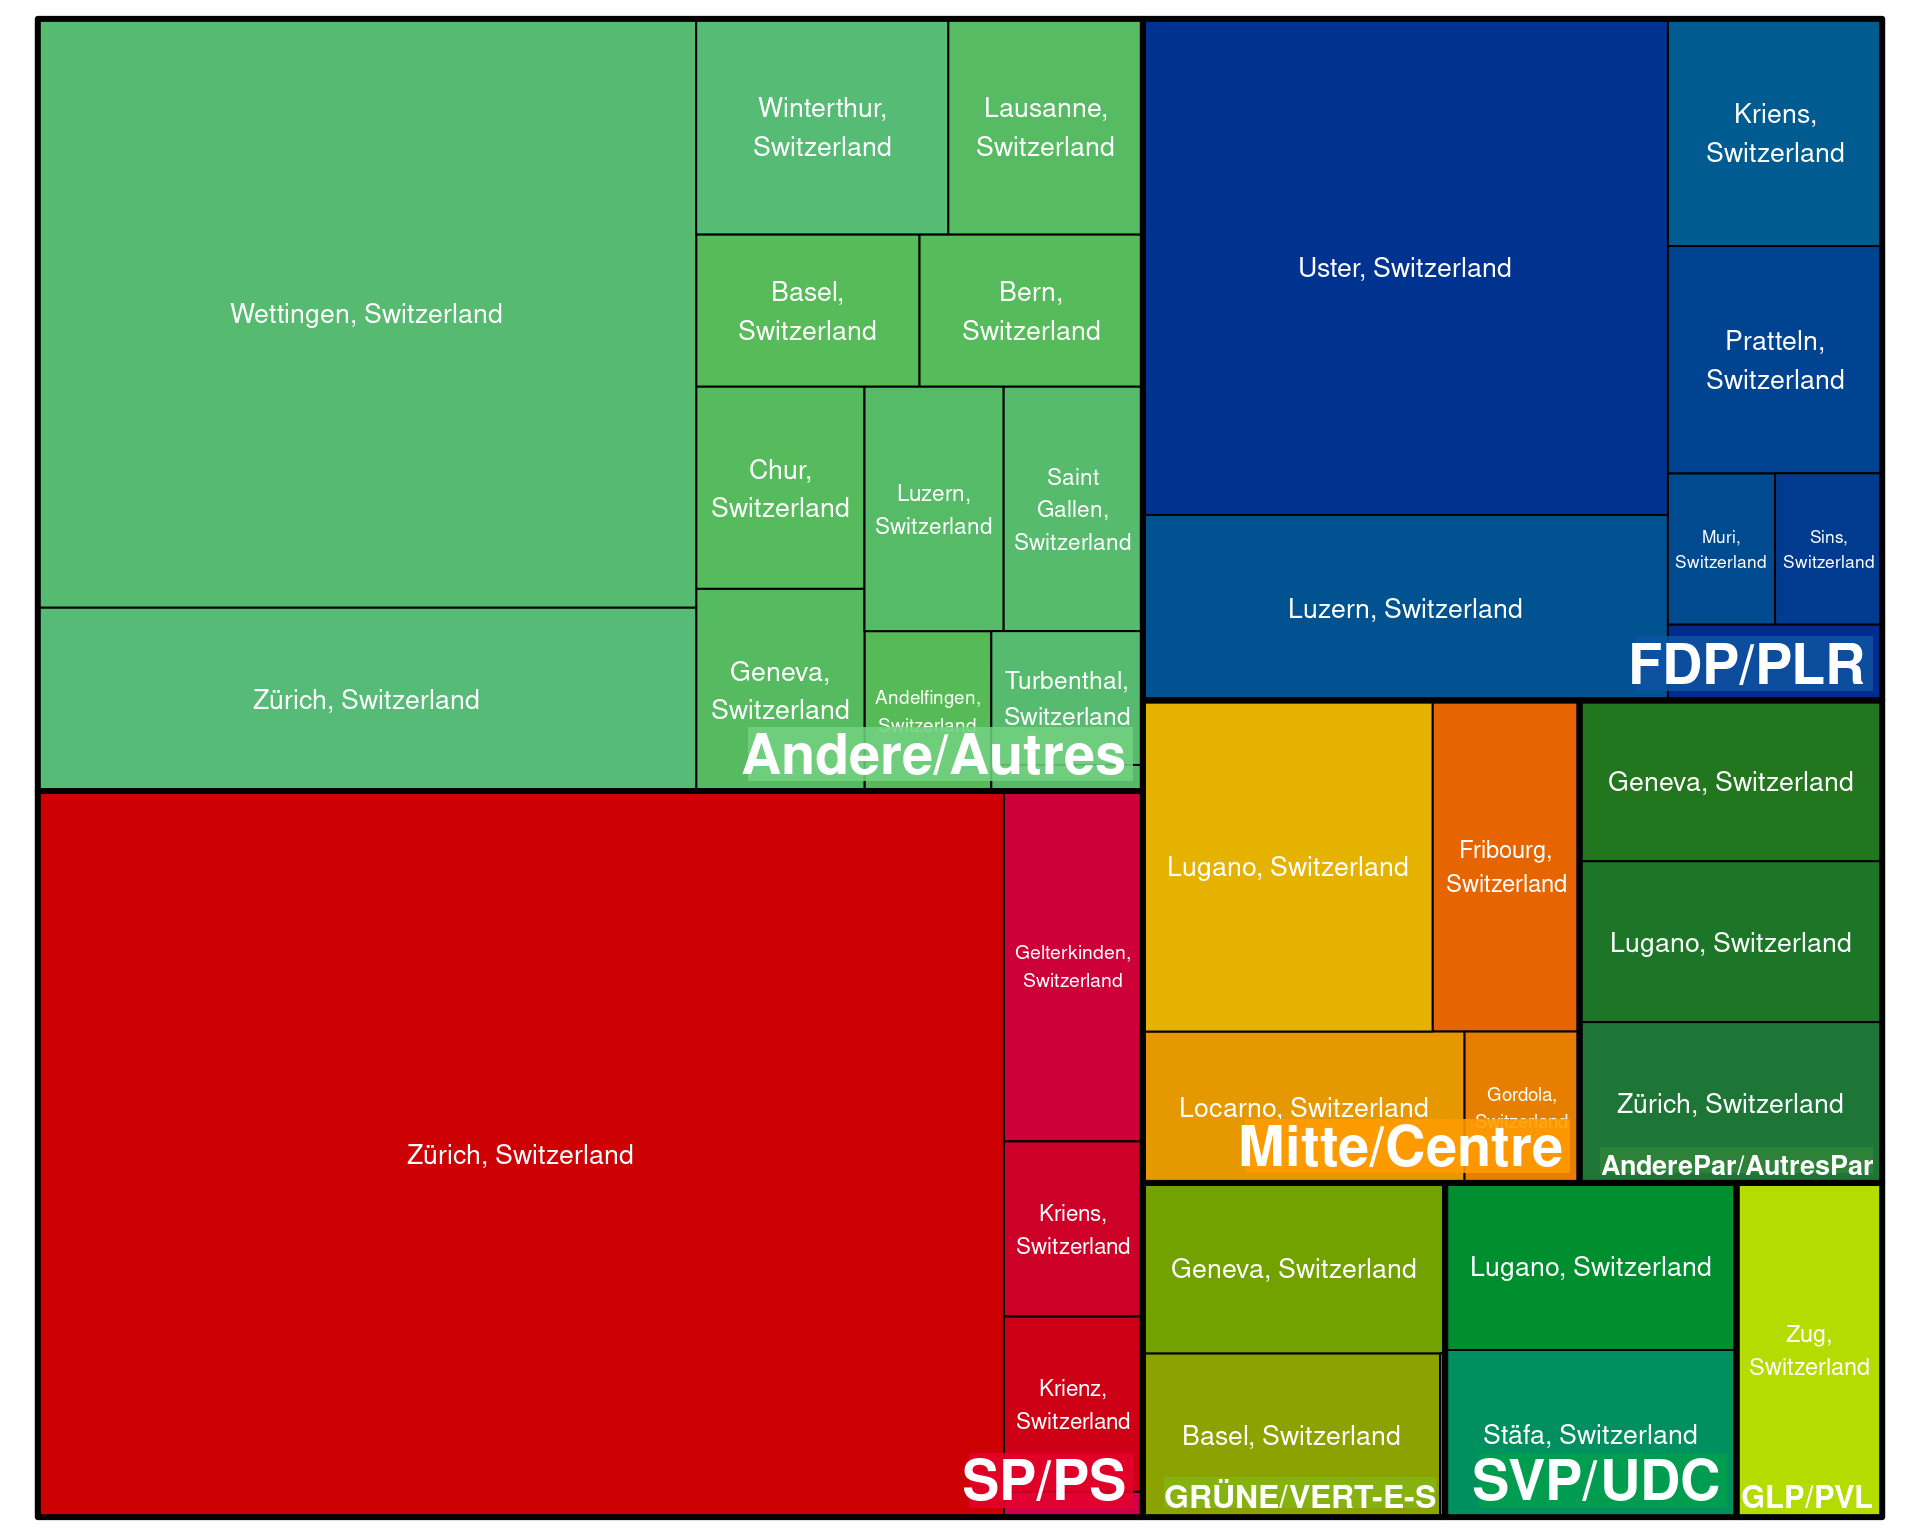 Wettingen, Switzerland
Zürich, Switzerland
Winterthur,
Switzerland
Lausanne,
Switzerland
Basel,
Switzerland
Bern,
Switzerland
Chur,
Switzerland
Luzern,
Switzerland
Saint
Gallen,
Switzerland
Geneva,
Switzerland
Andelfingen,
Switzerland
Turbenthal,
Switzerland
Andere/Autres
Zürich, Switzerland
Gelterkinden,
Switzerland
Kriens,
Switzerland
Krienz,
Switzerland
SP/PS
Uster, Switzerland
Luzern, Switzerland
Kriens,
Switzerland
Pratteln,
Switzerland
Muri,
Switzerland
Sins,
Switzerland
FDP/PLR
Lugano, Switzerland
Fribourg,
Switzerland
Locarno, Switzerland
Gordola,
Switzerland
Mitte/Centre
Geneva, Switzerland
Lugano, Switzerland
Zürich, Switzerland
AnderePar/AutresPar
Geneva, Switzerland
Basel, Switzerland
GRÜNE/VERT-E-S
Lugano, Switzerland
Stäfa, Switzerland
SVP/UDC
Zug,
Switzerland
GLP/PVL